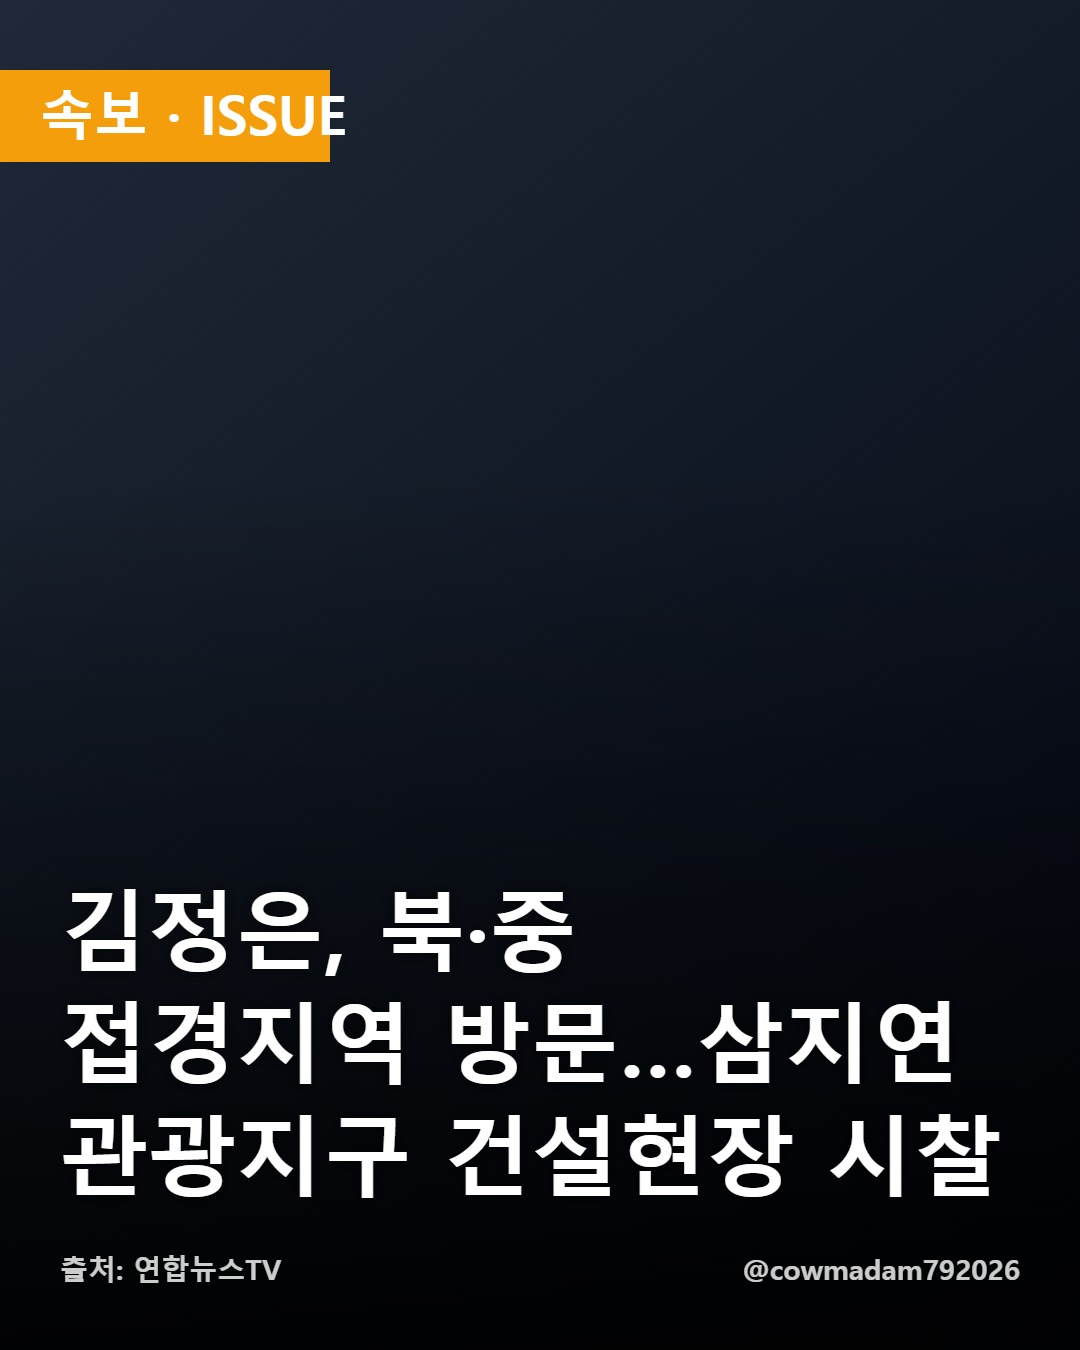 속보 · ISSUE
김정은, 북·중
접경지역 방문…삼지연
관광지구 건설현장 시찰
출처: 연합뉴스TV
@cowmadam792026